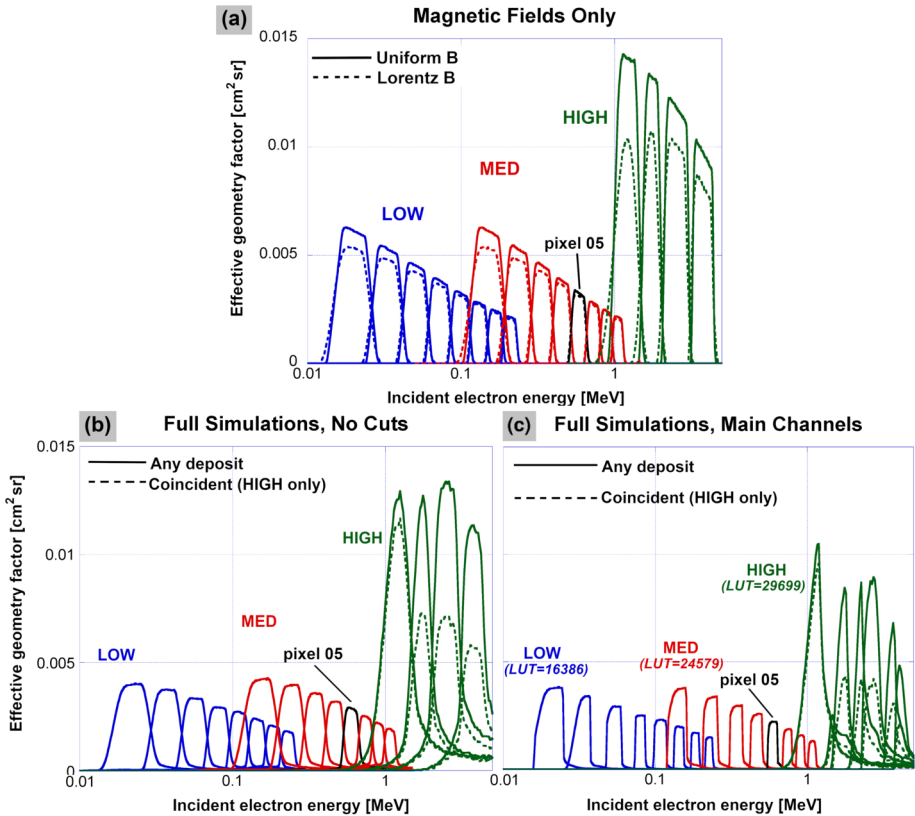 (a)
Magnetic Fields Only
0.015
Uniform B
Lorentz B
HIGH
0.01
MED
LOW
pixel 05
0.005
0
0.01
0.1
1
Effective geometry factor [cm² sr]
Incident electron energy [MeV]
(b)
Full Simulations, No Cuts
0.015
Any deposit
Coincident (HIGH only)
HIGH
0.01
MED
pixel 05
LOW
0.005
0
0.01
0.1
1
Effective geometry factor [cm² sr]
Incident electron energy [MeV]
(c)
Full Simulations, Main Channels
Any deposit
Coincident (HIGH only)
HIGH
(LUT=29699)
LOW
(LUT=16386)
MED
(LUT=24579)
pixel 05
0.01
0.1
1
Incident electron energy [MeV]